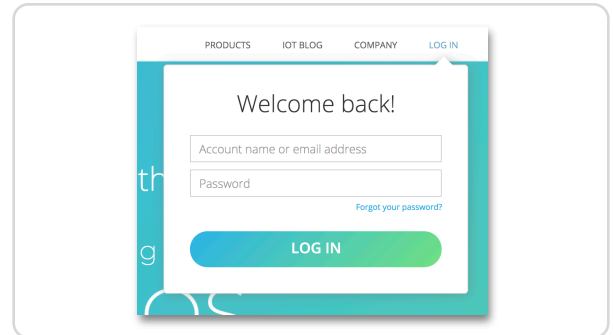 PRODUCTS IOT BLOG COMPANY LOG IN
Welcome back!
Account name or email address
th
Password
Forgot your password?
g
LOG IN